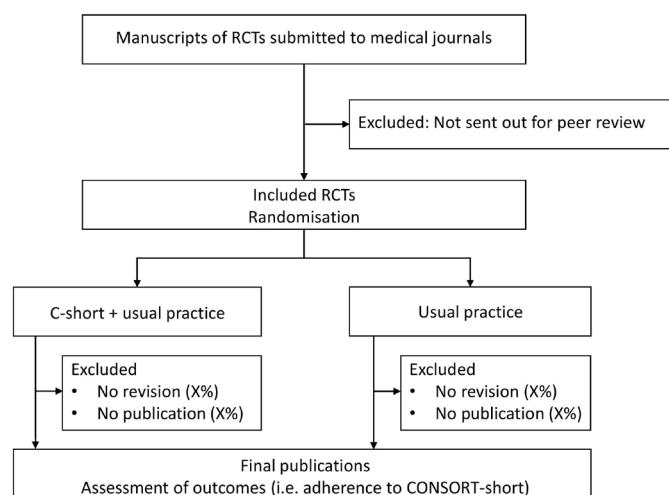 Manuscripts of RCTs submitted to medical journals
Excluded: Not sent out for peer review
Included RCTs
Randomisation
C-short + usual practice
Usual practice
Excluded
• No revision (X%)
• No publication (X%)
Excluded
• No revision (X%)
• No publication (X%)
Final publications
Assessment of outcomes (i.e. adherence to CONSORT-short)